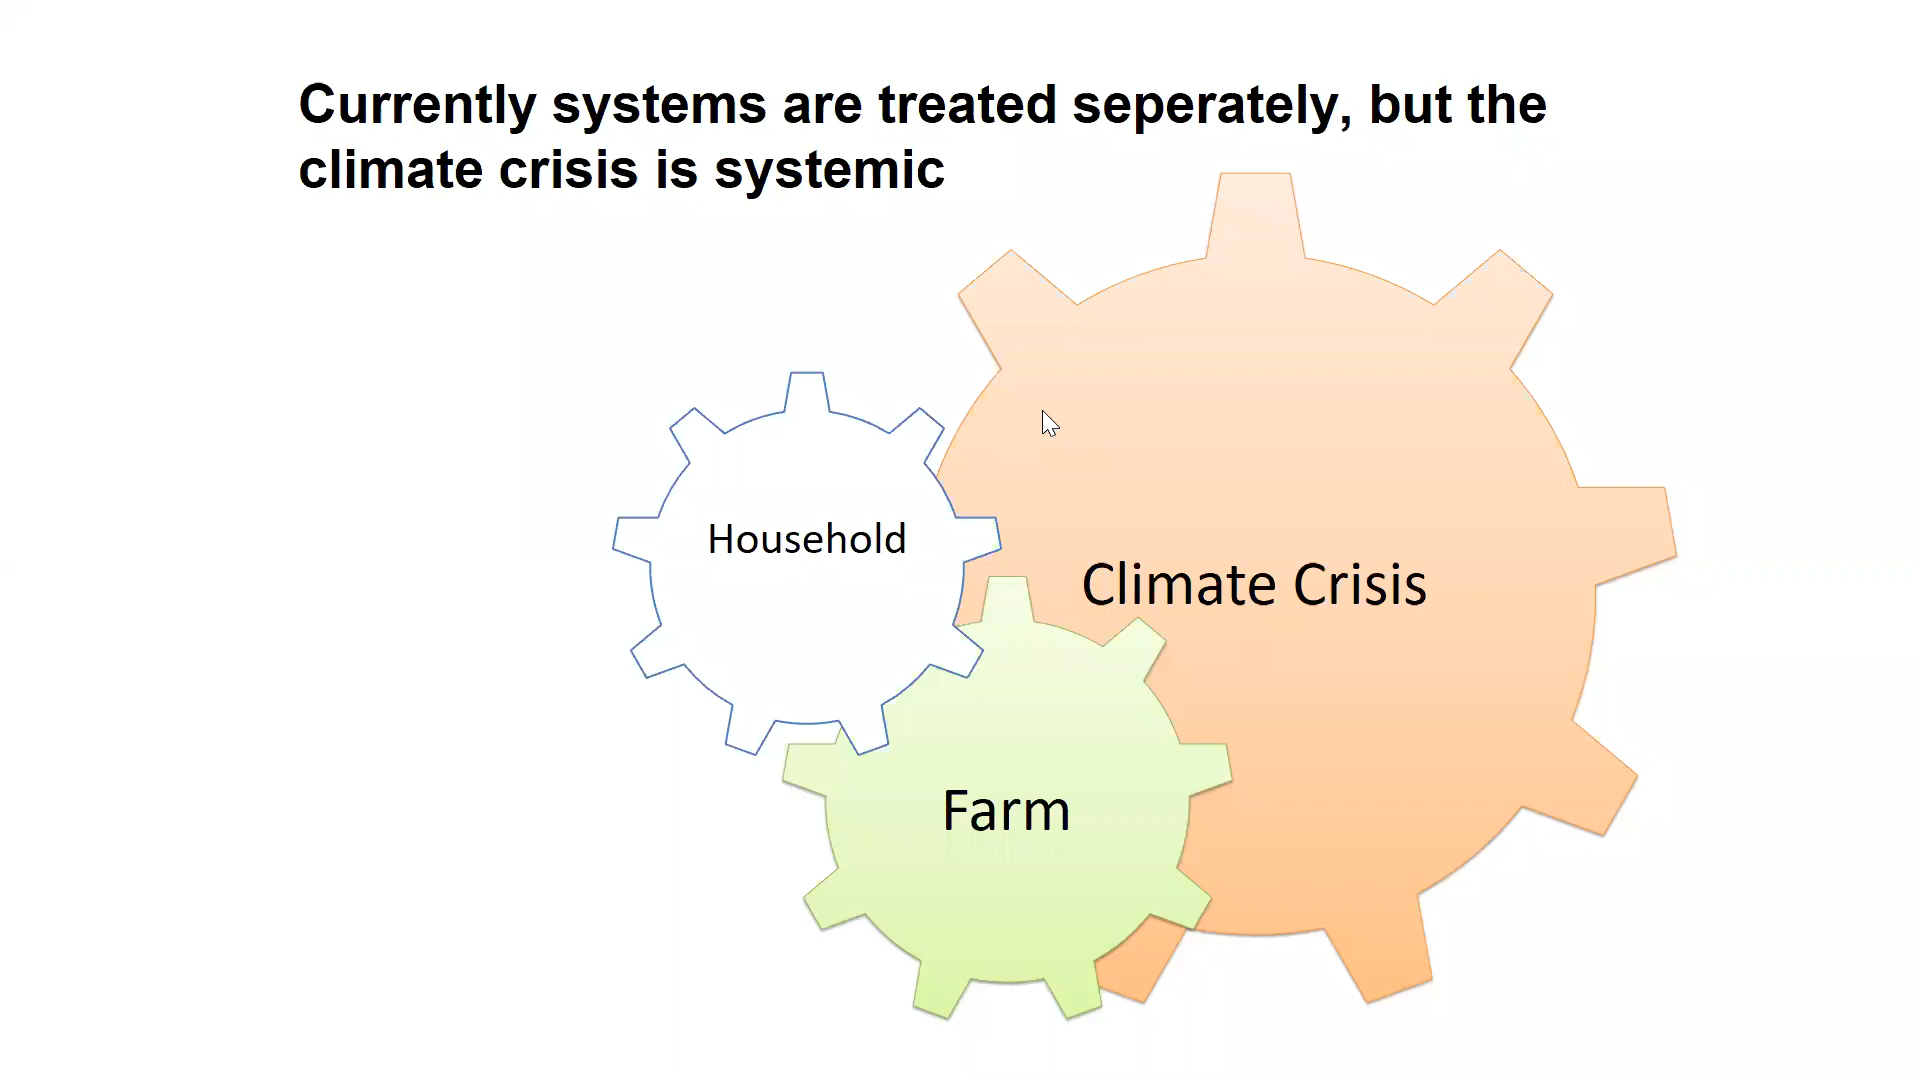 Currently systems are treated seperately, but the
climate crisis is systemic
Household
Climate Crisis
Farm